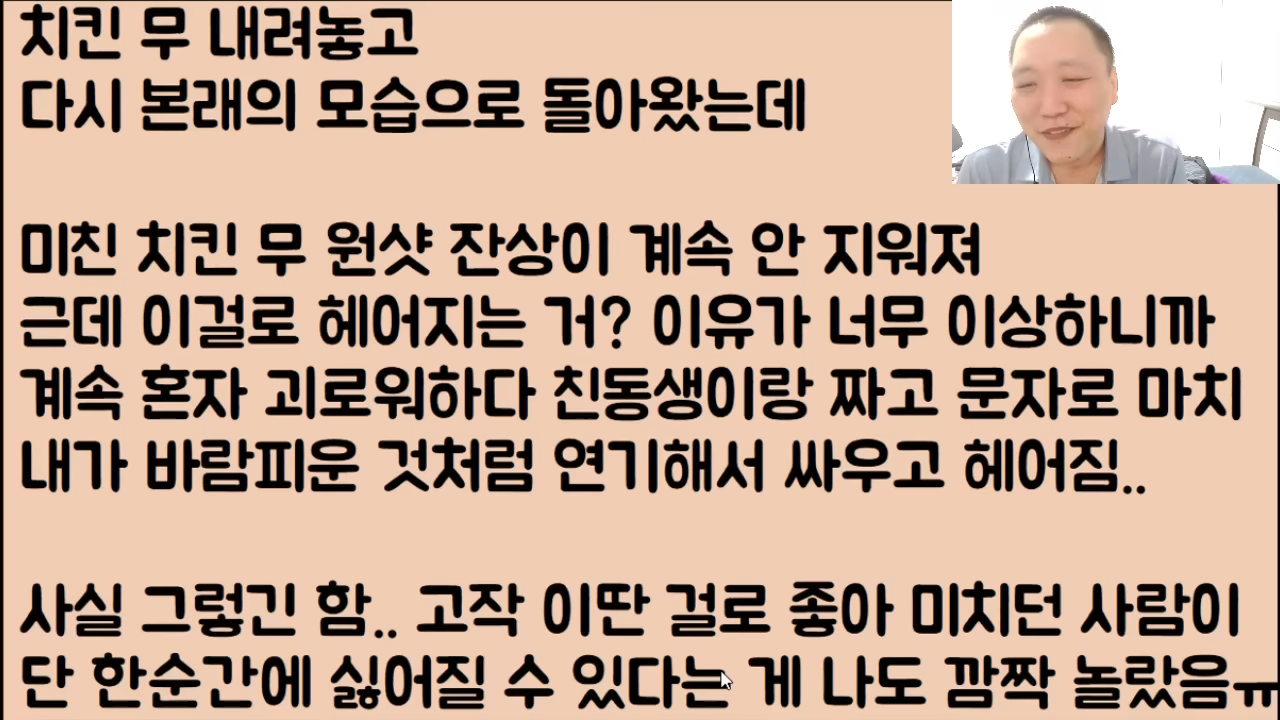 치킨 무 내려놓고
다시 본래의 모습으로 돌아왔는데
미친 치킨 무 원샷 잔상이 계속 안 지워져
근데 이걸로 헤어지는 거? 이유가 너무 이상하니까
계속 혼자 괴로워하다 친동생이랑 짜고 문자로 마치
내가 바람피운 것처럼 연기해서 싸우고 헤어짐..
사실 그렇긴 함.. 고작 이딴 걸로 좋아 미치던 사람이
단 한순간에 싫어질 수 있다는 게 나도 깜짝 놀랐음ㅠ